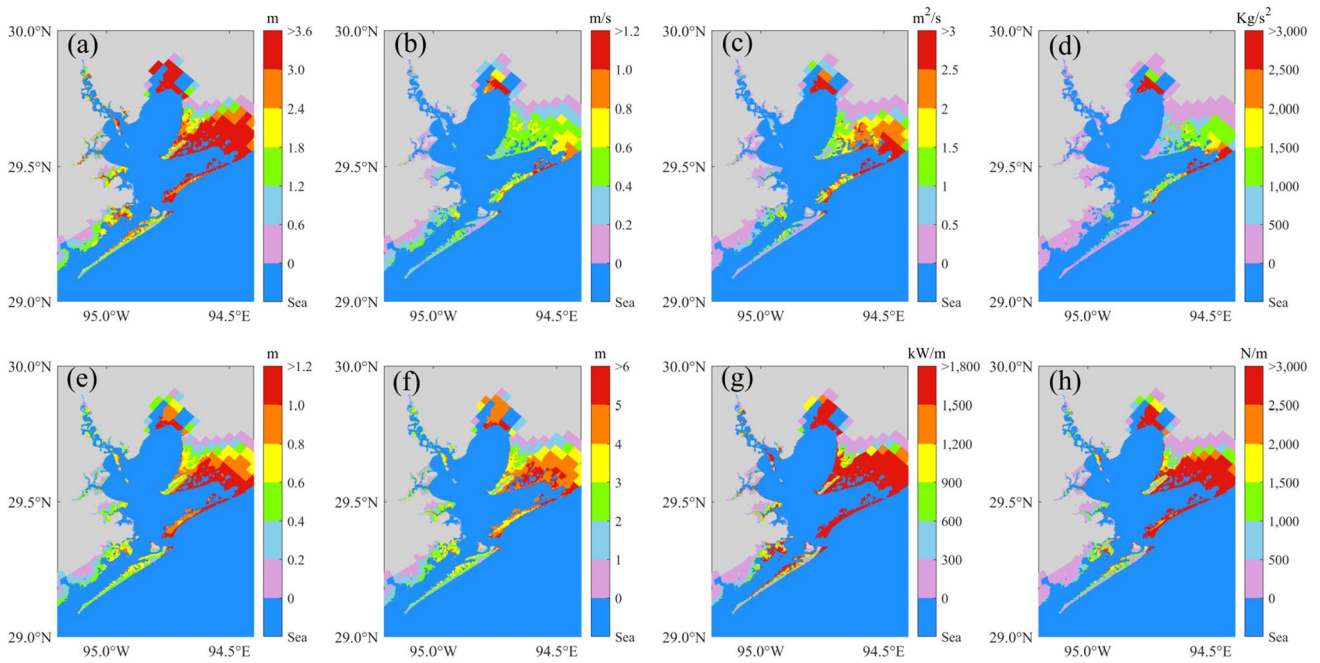 m
m/s
m²/s
Kg/s²
30.0°N
(a)
>3.6
3.0
2.4
1.8
1.2
0.6
0
Sea
29.5°N
29.0°N
95.0°W
94.5°E
30.0°N
(b)
>1.2
1.0
0.8
0.6
0.4
0.2
0
Sea
29.5°N
29.0°N
95.0°W
94.5°E
30.0°N
(c)
>3
2.5
2
1.5
1
0.5
0
Sea
29.5°N
29.0°N
95.0°W
94.5°E
30.0°N
(d)
>3,000
2,500
2,000
1,500
1,000
500
0
Sea
29.5°N
29.0°N
95.0°W
94.5°E
m
m
kW/m
N/m
30.0°N
(e)
>1.2
1.0
0.8
0.6
0.4
0.2
0
Sea
29.5°N
29.0°N
95.0°W
94.5°E
30.0°N
(f)
>6
5
4
3
2
1
0
Sea
29.5°N
29.0°N
95.0°W
94.5°E
30.0°N
(g)
>1,800
1,500
1,200
900
600
300
0
Sea
29.5°N
29.0°N
95.0°W
94.5°E
30.0°N
(h)
>3,000
2,500
2,000
1,500
1,000
500
0
Sea
29.5°N
29.0°N
95.0°W
94.5°E